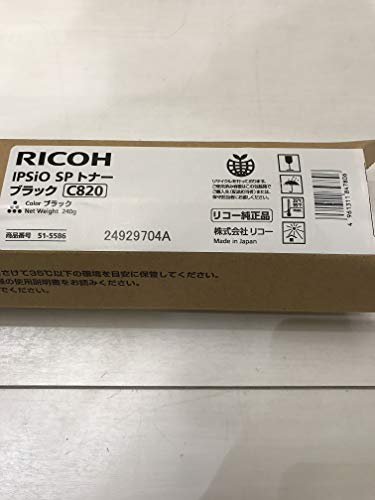 RICOH
IPSiO SP トナー
ブラック C820
Color ブラック
Net Weight 240g
商品番号 51-5586
24929704A
リコー純正品
株式会社 リコー
Made in Japan
さけて35℃以下の環境を目安に保管してください。
の使用説明書をお読みください。